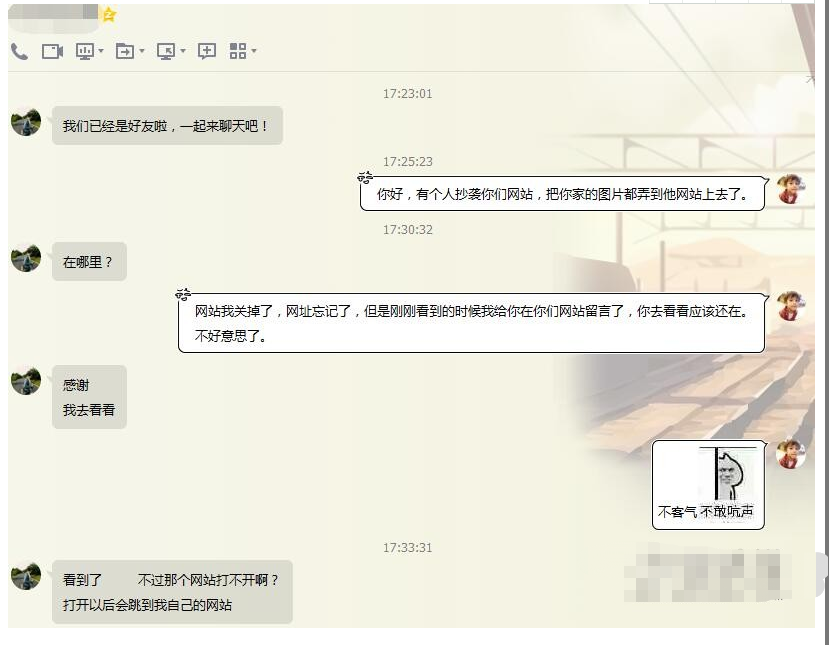 17:23:01
我们已经是好友啦，一起来聊天吧！
17:25:23
你好，有个人抄袭你们网站，把你家的图片都弄到他网站上去了。
17:30:32
在哪里？
网站我关掉了，网址忘记了，但是刚刚看到的时候我给你在你们网站留言了，你去看看应该还在。
不好意思了。
感谢
我去看看
不客气 不敢吭声
17:33:31
看到了 不过那个网站打不开啊？
打开以后会跳到我自己的网站